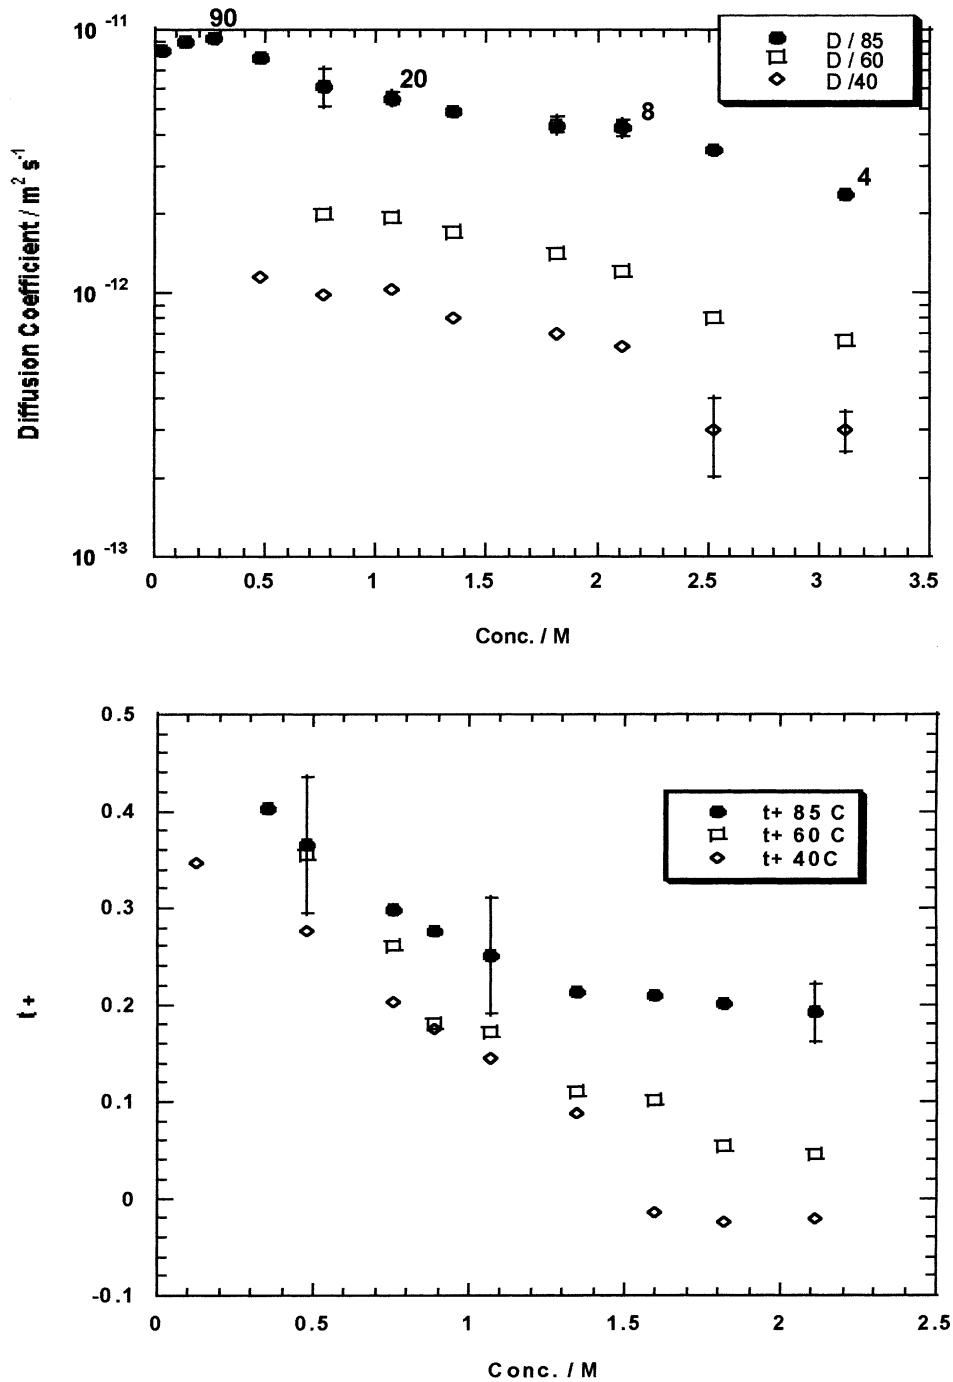 10 -11
90
D / 85
D / 60
D /40
20
8
4
Diffusion Coefficient / m2 s-1
10 -12
10 -13
0 0.5 1 1.5 2 2.5 3 3.5
Conc. / M
0.5
t+ 85 C
t+ 60 C
t+ 40C
0.4
0.3
t+
0.2
0.1
0
-0.1
0 0.5 1 1.5 2 2.5
Conc. / M